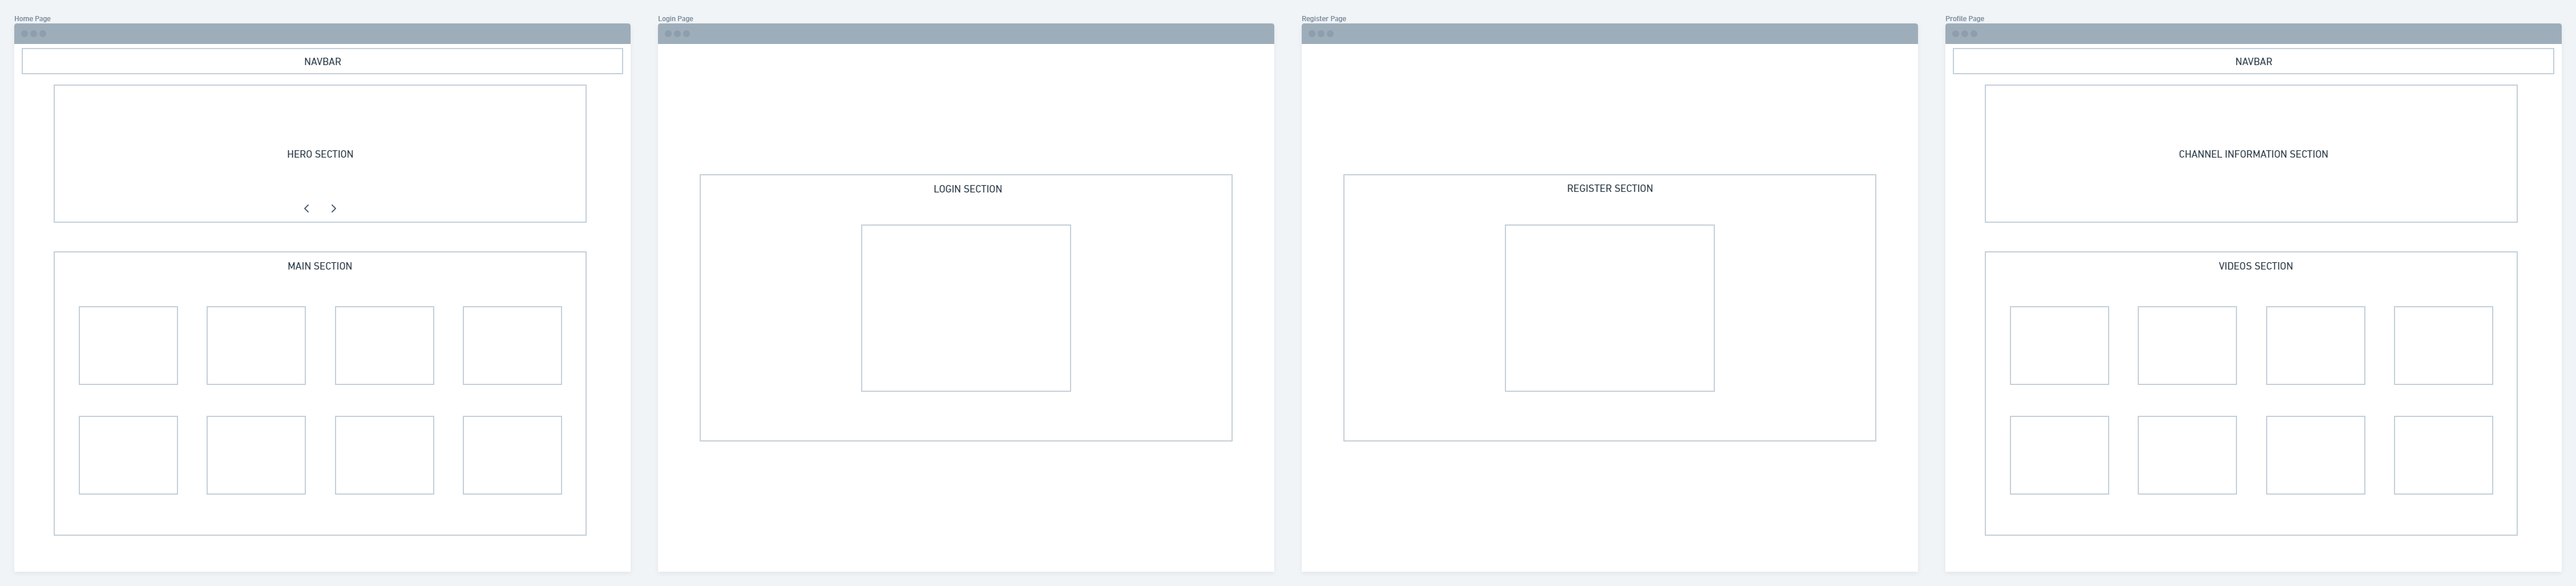 Home Page
NAVBAR
HERO SECTION
MAIN SECTION
Login Page
LOGIN SECTION
Register Page
REGISTER SECTION
Profile Page
NAVBAR
CHANNEL INFORMATION SECTION
VIDEOS SECTION